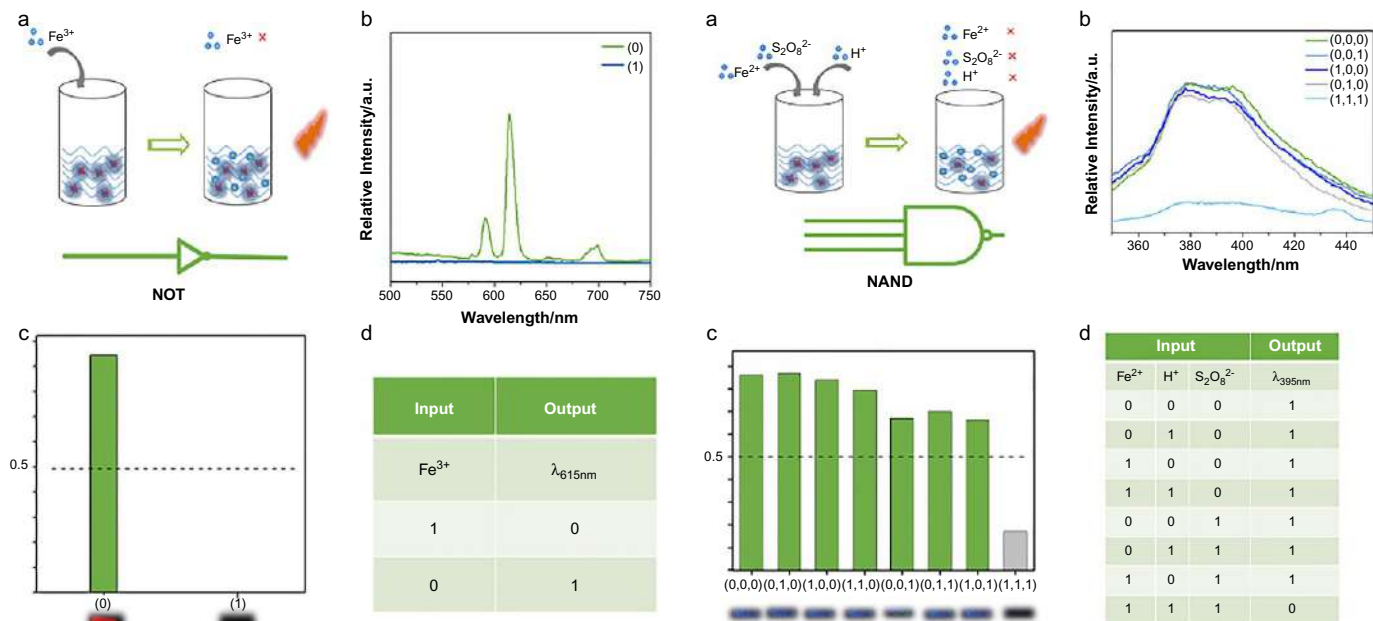 a
Fe³⁺
Fe³⁺ ×
NOT
b
Relative Intensity/a.u.
(0)
(1)
500 550 600 650 700 750
Wavelength/nm
a
Fe²⁺
S₂O₈²⁻
H⁺
Fe²⁺ ×
S₂O₈²⁻ ×
H⁺ ×
NAND
b
Relative Intensity/a.u.
(0,0,0)
(0,0,1)
(1,0,0)
(0,1,0)
(1,1,1)
360 380 400 420 440
Wavelength/nm
c
0.5
(0) (1)
d
Input Output
Fe³⁺ λ615nm
1 0
0 1
c
0.5
(0,0,0)(0,1,0)(1,0,0)(1,1,0)(0,0,1)(0,1,1)(1,0,1)(1,1,1)
d
Input Output
Fe²⁺ H⁺ S₂O₈²⁻ λ395nm
0 0 0 1
0 1 0 1
1 0 0 1
1 1 0 1
0 0 1 1
0 1 1 1
1 0 1 1
1 1 1 0